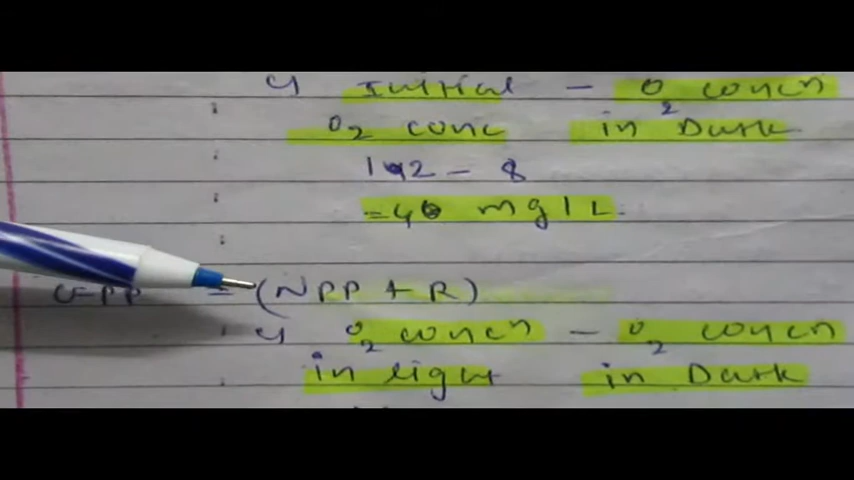 Initial - O2 concn
O2 conc in Dark
12 - 8
= 4 mg/L
GPP = (NPP + R)
O2 concn - O2 concn
in light in Dark